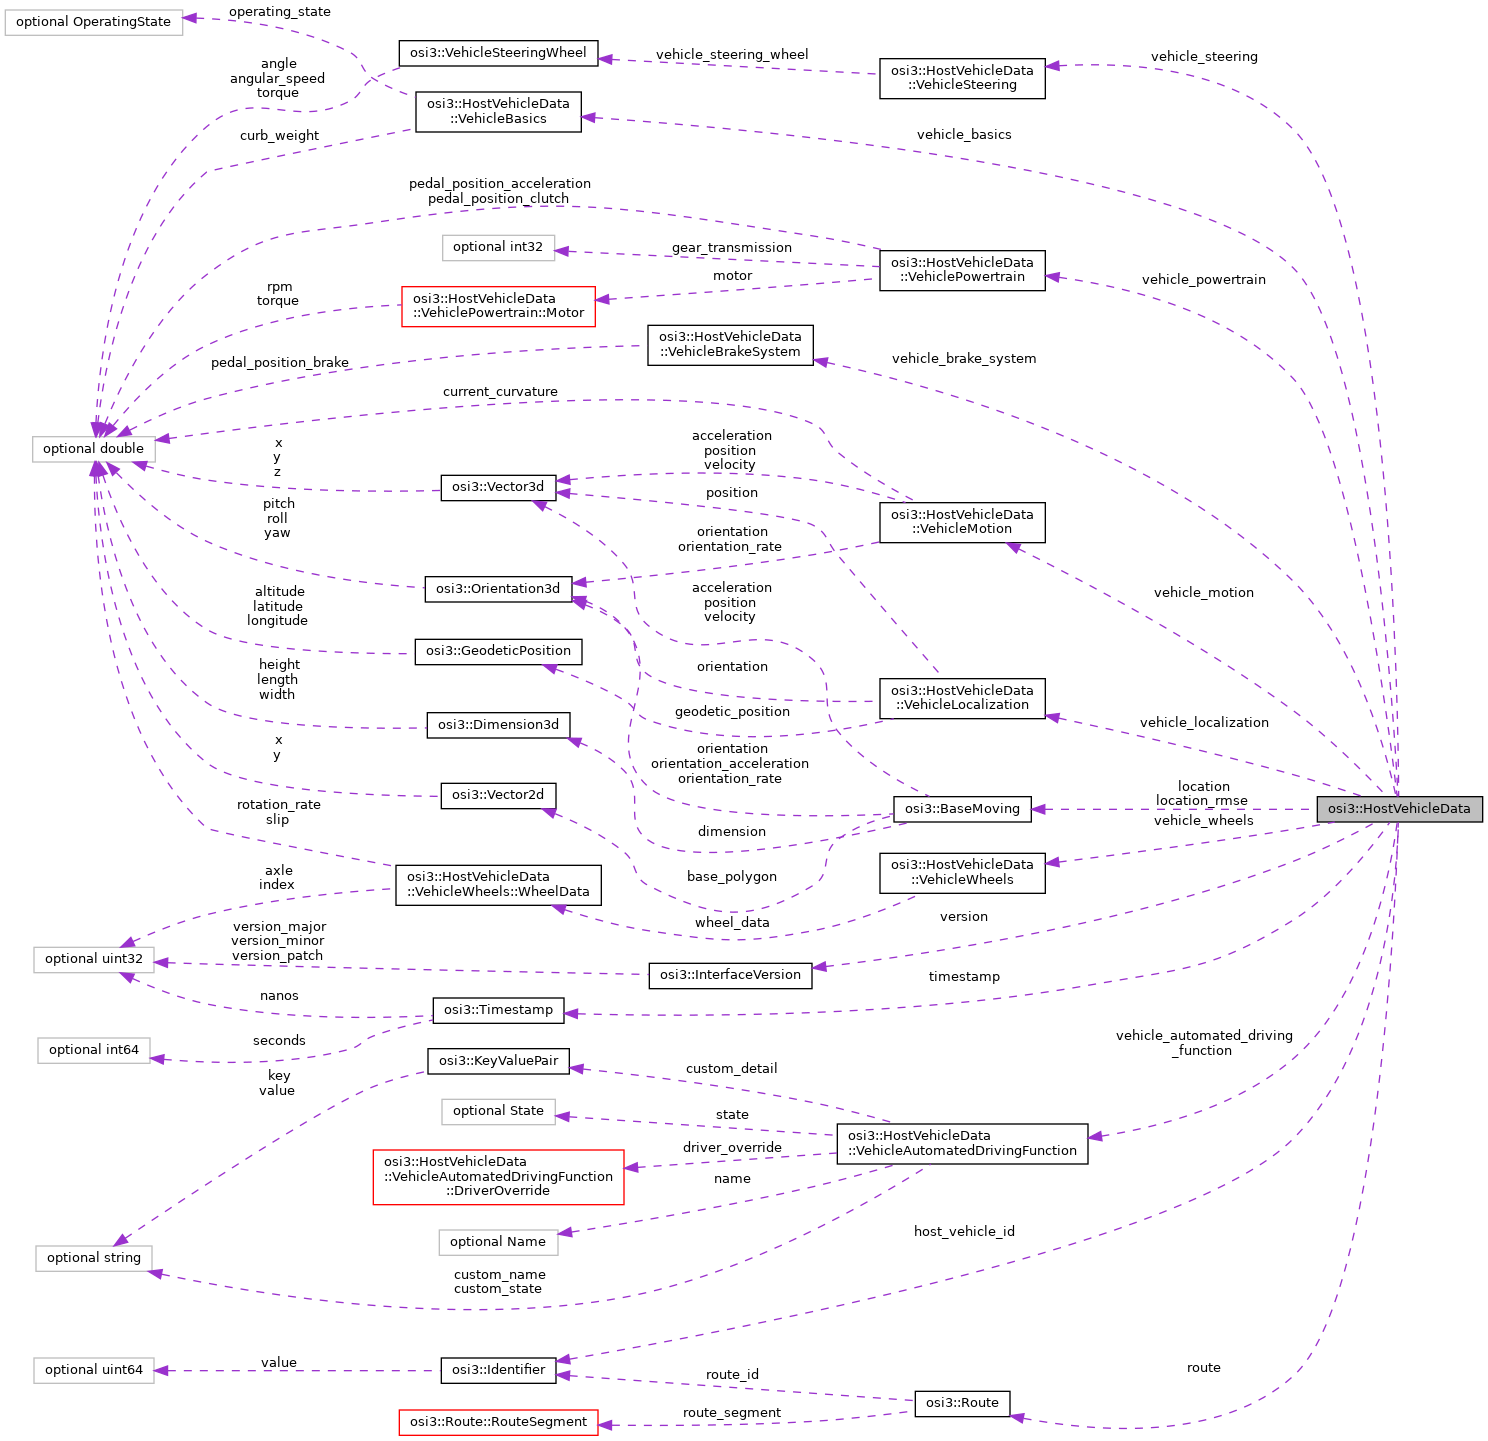 operating_state
optional OperatingState
osi3::VehicleSteeringWheel
vehicle_steering_wheel
vehicle_steering
angle
angular_speed
torque
osi3::HostVehicleData
::VehicleSteering
osi3::HostVehicleData
::VehicleBasics
curb_weight
vehicle_basics
pedal_position_acceleration
pedal_position_clutch
optional int32
gear_transmission
osi3::HostVehicleData
::VehiclePowertrain
vehicle_powertrain
motor
rpm
torque
osi3::HostVehicleData
::VehiclePowertrain::Motor
osi3::HostVehicleData
::VehicleBrakeSystem
vehicle_brake_system
pedal_position_brake
current_curvature
optional double
x
y
z
acceleration
position
velocity
osi3::Vector3d
position
osi3::HostVehicleData
::VehicleMotion
pitch
roll
yaw
orientation
orientation_rate
osi3::Orientation3d
altitude
latitude
longitude
acceleration
position
velocity
vehicle_motion
osi3::GeodeticPosition
orientation
osi3::HostVehicleData
::VehicleLocalization
height
length
width
geodetic_position
vehicle_localization
osi3::Dimension3d
x
y
orientation
orientation_acceleration
orientation_rate
osi3::Vector2d
location
location_rmse
osi3::BaseMoving
osi3::HostVehicleData
rotation_rate
slip
dimension
vehicle_wheels
axle
index
osi3::HostVehicleData
::VehicleWheels::WheelData
base_polygon
osi3::HostVehicleData
::VehicleWheels
wheel_data
version
version_major
version_minor
version_patch
optional uint32
osi3::InterfaceVersion
timestamp
nanos
osi3::Timestamp
seconds
optional int64
vehicle_automated_driving
_function
osi3::KeyValuePair
custom_detail
key
value
optional State
state
osi3::HostVehicleData
::VehicleAutomatedDrivingFunction
driver_override
osi3::HostVehicleData
::VehicleAutomatedDrivingFunction
::DriverOverride
name
optional Name
host_vehicle_id
optional string
custom_name
custom_state
optional uint64
value
osi3::Identifier
route_id
route
osi3::Route
route_segment
osi3::Route::RouteSegment